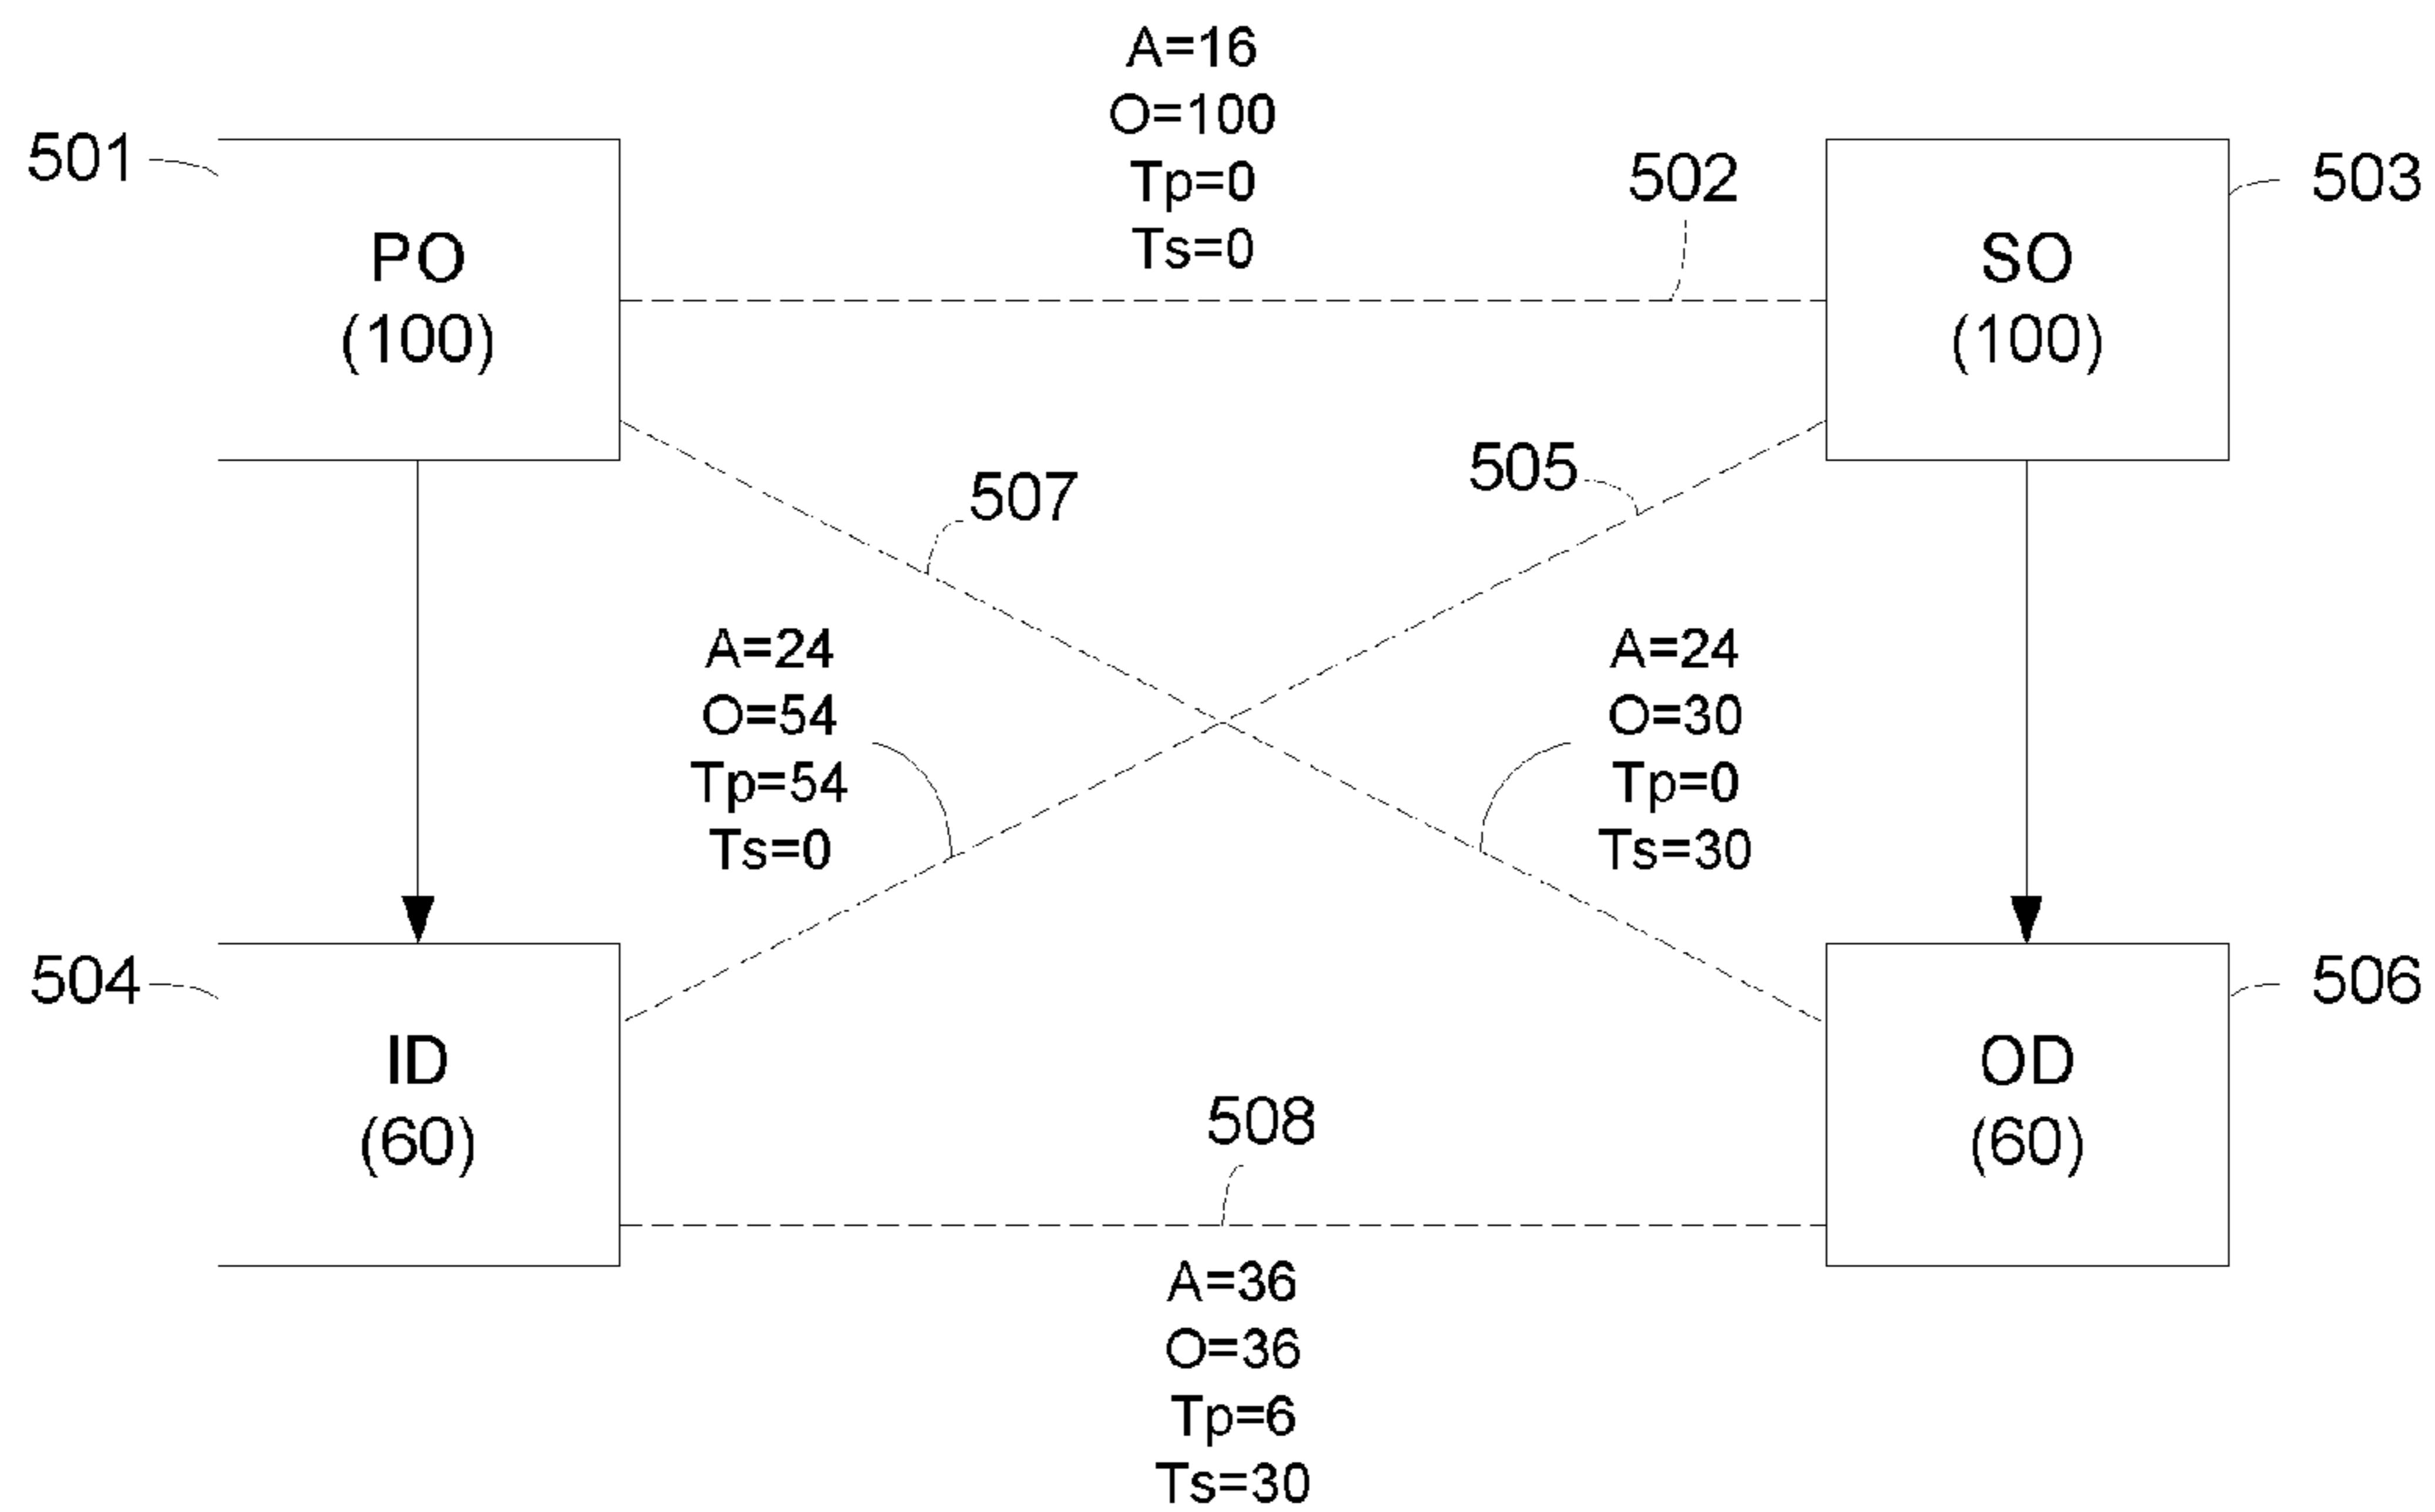 A=16
O=100
Tp=0
Ts=0
501
502
503
PO
(100)
SO
(100)
507
505
A=24
O=54
Tp=54
Ts=0
A=24
O=30
Tp=0
Ts=30
504
506
ID
(60)
OD
(60)
508
A=36
O=36
Tp=6
Ts=30